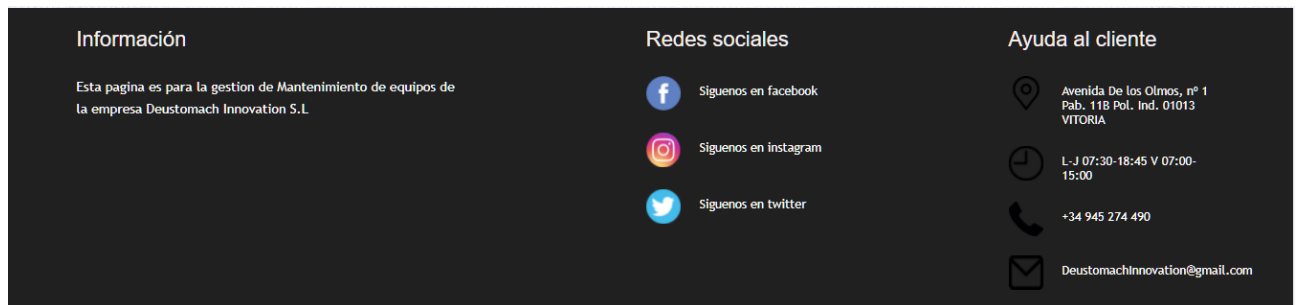 Información
Esta pagina es para la gestion de Mantenimiento de equipos de
la empresa Deustomach Innovation S.L
Redes sociales
Siguenos en facebook
Siguenos en instagram
Siguenos en twitter
Ayuda al cliente
Avenida De los Olmos, nº 1
Pab. 11B Pol. Ind. 01013
VITORIA
L-J 07:30-18:45 V 07:00-
15:00
+34 945 274 490
DeustomachInnovation@gmail.com